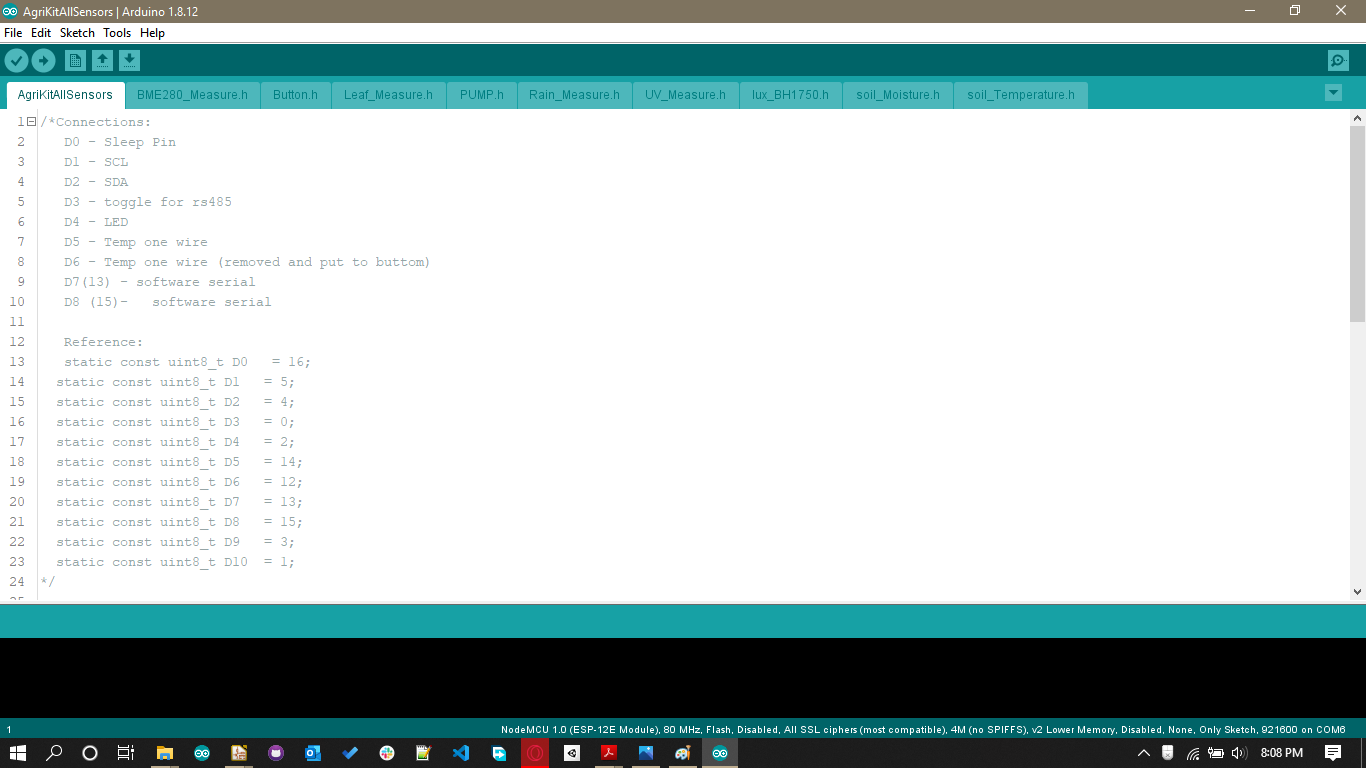 AgriKitAllSensors | Arduino 1.8.12
File Edit Sketch Tools Help
AgriKitAllSensors BME280_Measure.h Button.h Leaf_Measure.h PUMP.h Rain_Measure.h UV_Measure.h lux_BH1750.h soil_Moisture.h soil_Temperature.h
1 /*Connections:
2 D0 - Sleep Pin
3 D1 - SCL
4 D2 - SDA
5 D3 - toggle for rs485
6 D4 - LED
7 D5 - Temp one wire
8 D6 - Temp one wire (removed and put to buttom)
9 D7(13) - software serial
10 D8 (15)-   software serial
11
12 Reference:
13 static const uint8_t D0   = 16;
14 static const uint8_t D1   = 5;
15 static const uint8_t D2   = 4;
16 static const uint8_t D3   = 0;
17 static const uint8_t D4   = 2;
18 static const uint8_t D5   = 14;
19 static const uint8_t D6   = 12;
20 static const uint8_t D7   = 13;
21 static const uint8_t D8   = 15;
22 static const uint8_t D9   = 3;
23 static const uint8_t D10  = 1;
24 */
1 NodeMCU 1.0 (ESP-12E Module), 80 MHz, Flash, Disabled, All SSL ciphers (most compatible), 4M (no SPIFFS), v2 Lower Memory, Disabled, None, Only Sketch, 921600 on COM6
8:08 PM